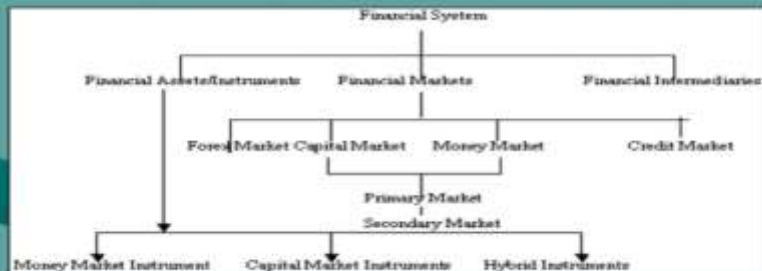 Financial System
Financial Assets/Instruments Financial Markets Financial Intermediaries
Forex Market Capital Market Money Market Credit Market
Primary Market
Secondary Market
Money Market Instrument Capital Market Instruments Hybrid Instruments